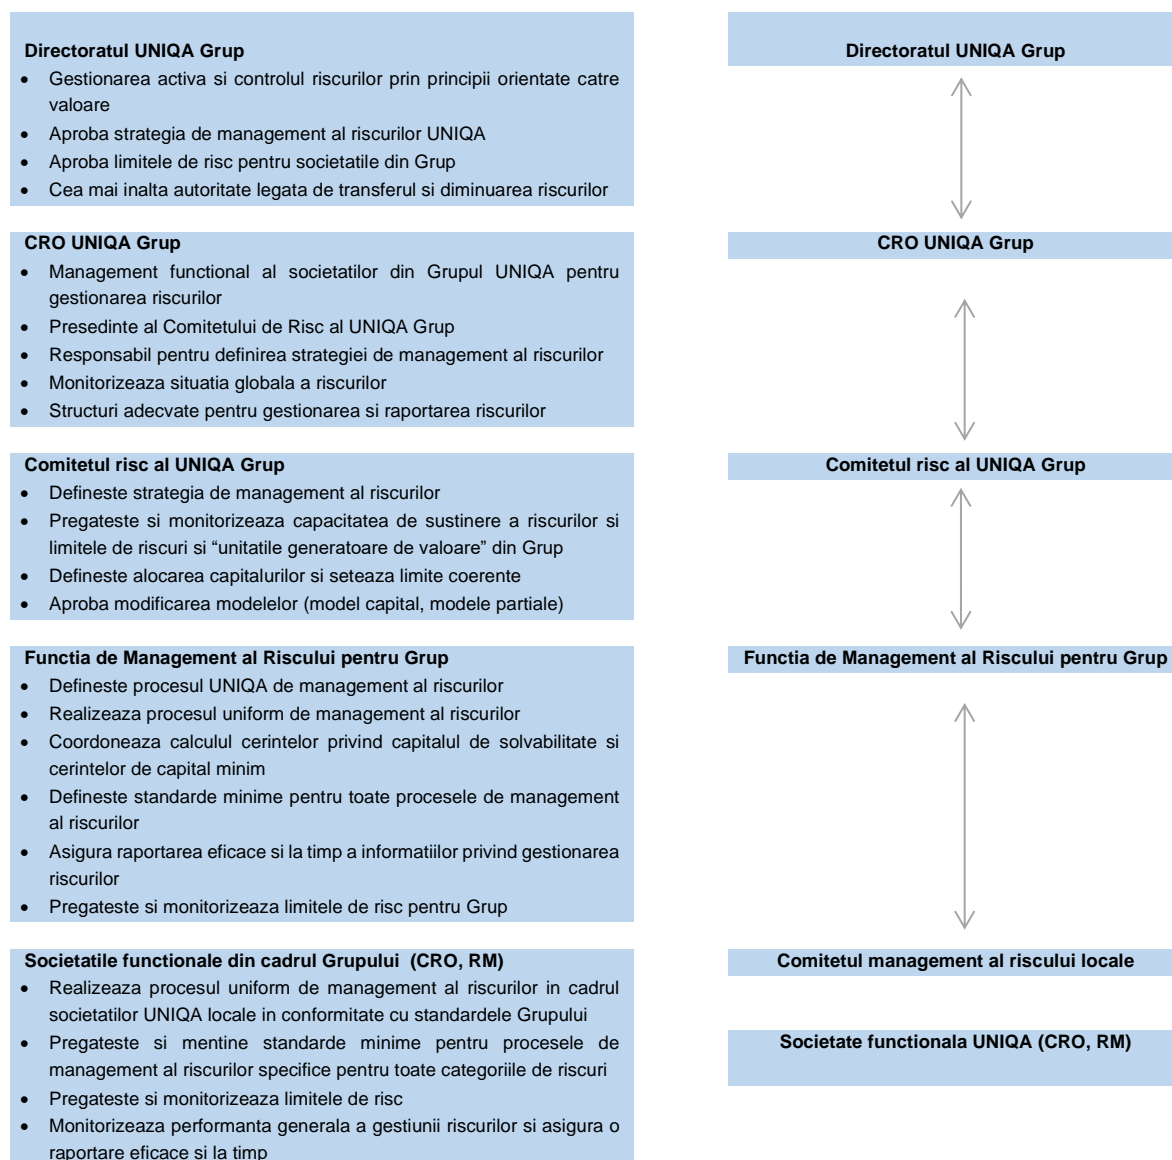 Directoratul UNIQA Grup
• Gestionarea activa si controlul riscurilor prin principii orientate catre
valoare
• Aproba strategia de management al riscurilor UNIQA
• Aproba limitele de risc pentru societatile din Grup
• Cea mai inalta autoritate legata de transferul si diminuarea riscurilor
CRO UNIQA Grup
• Management functional al societatilor din Grupul UNIQA pentru
gestionarea riscurilor
• Presedinte al Comitetului de Risc al UNIQA Grup
• Responsabil pentru definirea strategiei de management al riscurilor
• Monitorizeaza situatia globala a riscurilor
• Structuri adecvate pentru gestionarea si raportarea riscurilor
Comitetul risc al UNIQA Grup
• Defineste strategia de management al riscurilor
• Pregateste si monitorizeaza capacitatea de sustinere a riscurilor si
limitele de riscuri si “unitatile generatoare de valoare” din Grup
• Defineste alocarea capitalurilor si seteaza limite coerente
• Aproba modificarea modelelor (model capital, modele partiale)
Functia de Management al Riscului pentru Grup
• Defineste procesul UNIQA de management al riscurilor
• Realizeaza procesul uniform de management al riscurilor
• Coordoneaza calculul cerintelor privind capitalul de solvabilitate si
cerintelor de capital minim
• Defineste standarde minime pentru toate procesele de management
al riscurilor
• Asigura raportarea eficace si la timp a informatiilor privind gestionarea
riscurilor
• Pregateste si monitorizeaza limitele de risc pentru Grup
Societatile functionale din cadrul Grupului (CRO, RM)
• Realizeaza procesul uniform de management al riscurilor in cadrul
societatilor UNIQA locale in conformitate cu standardele Grupului
• Pregateste si mentine standarde minime pentru procesele de
management al riscurilor specifice pentru toate categoriile de riscuri
• Pregateste si monitorizeaza limitele de risc
• Monitorizeaza performanta generala a gestiunii riscurilor si asigura o
raportare eficace si la timp
Directoratul UNIQA Grup
CRO UNIQA Grup
Comitetul risc al UNIQA Grup
Functia de Management al Riscului pentru Grup
Comitetul management al riscului locale
Societate functionala UNIQA (CRO, RM)